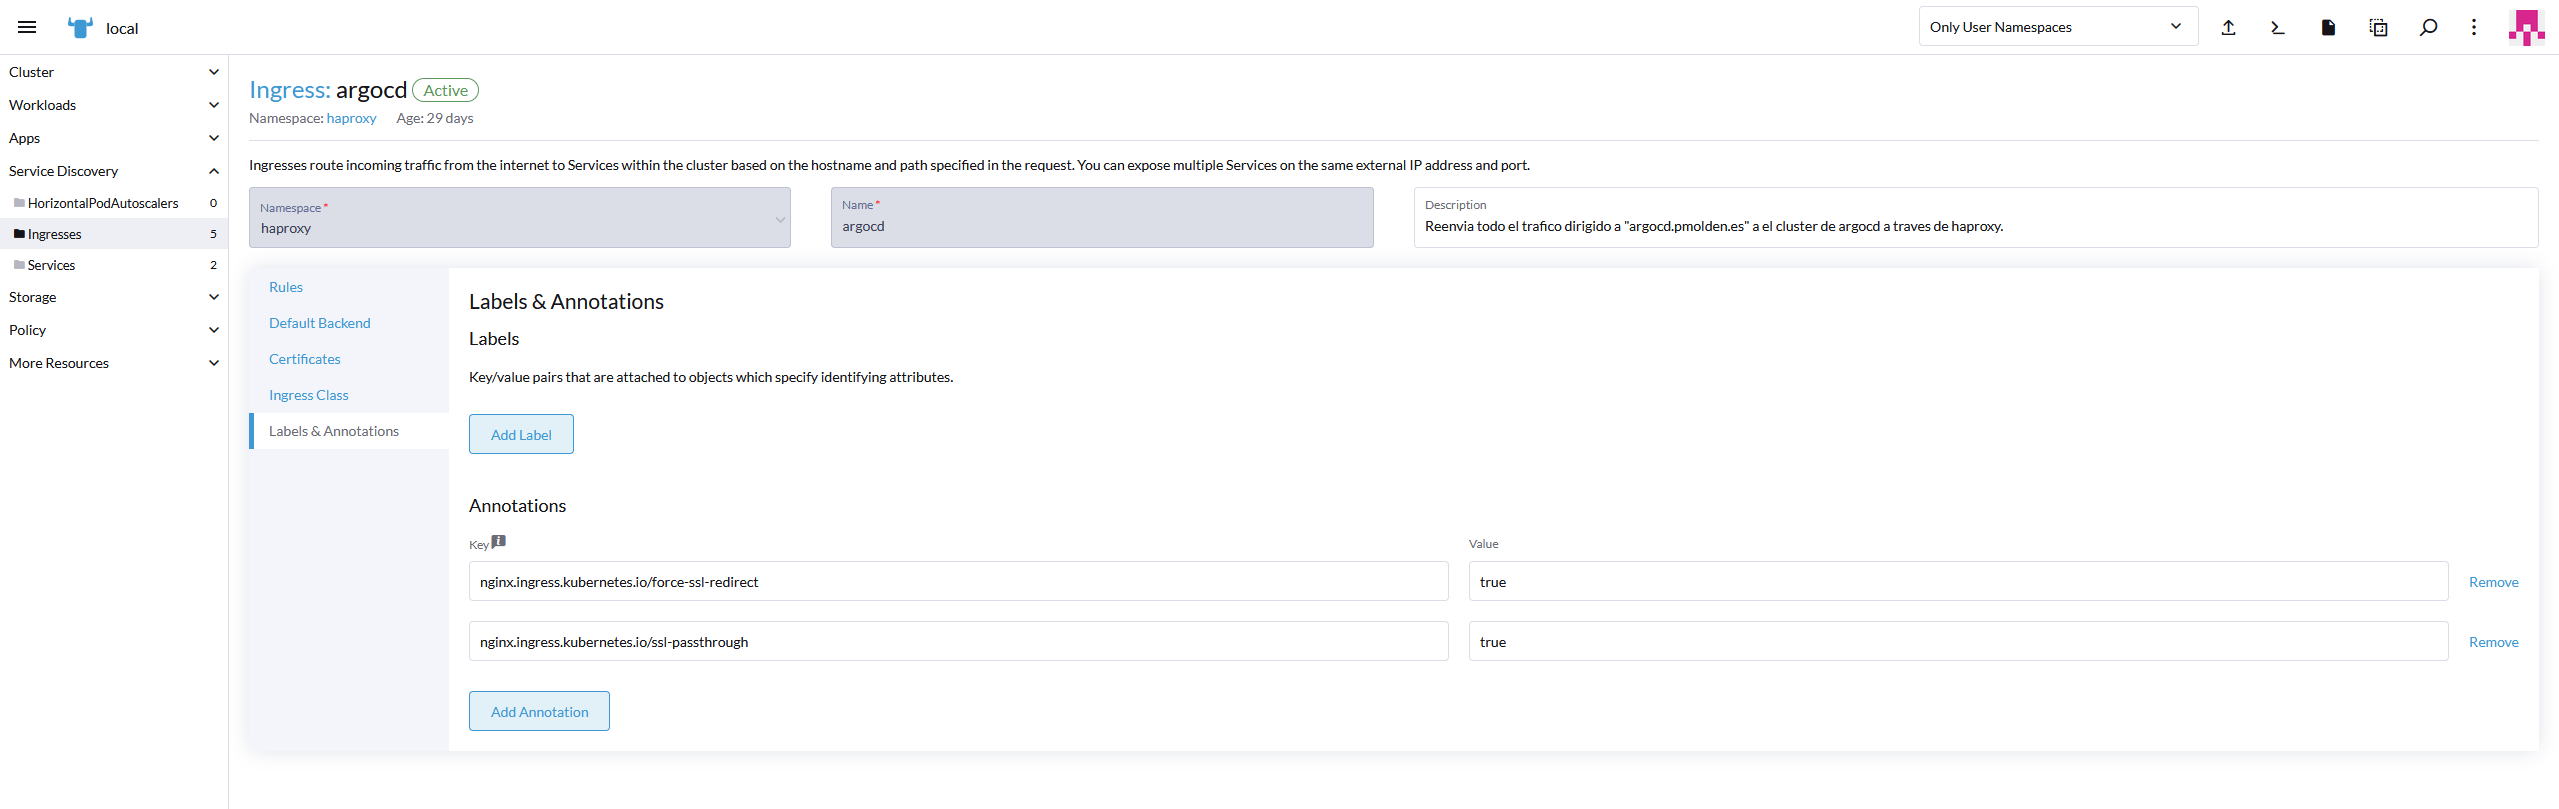 local
Only User Namespaces
Cluster
Workloads
Apps
Service Discovery
HorizontalPodAutoscalers 0
Ingresses 5
Services 2
Storage
Policy
More Resources
Ingress: argocd Active
Namespace: haproxy Age: 29 days
Ingresses route incoming traffic from the internet to Services within the cluster based on the hostname and path specified in the request. You can expose multiple Services on the same external IP address and port.
Namespace *
haproxy
Name *
argocd
Description
Reenvia todo el trafico dirigido a "argocd.pmolden.es" a el cluster de argocd a traves de haproxy.
Rules
Default Backend
Certificates
Ingress Class
Labels & Annotations
Labels & Annotations
Labels
Key/value pairs that are attached to objects which specify identifying attributes.
Add Label
Annotations
Key Value
nginx.ingress.kubernetes.io/force-ssl-redirect true Remove
nginx.ingress.kubernetes.io/ssl-passthrough true Remove
Add Annotation